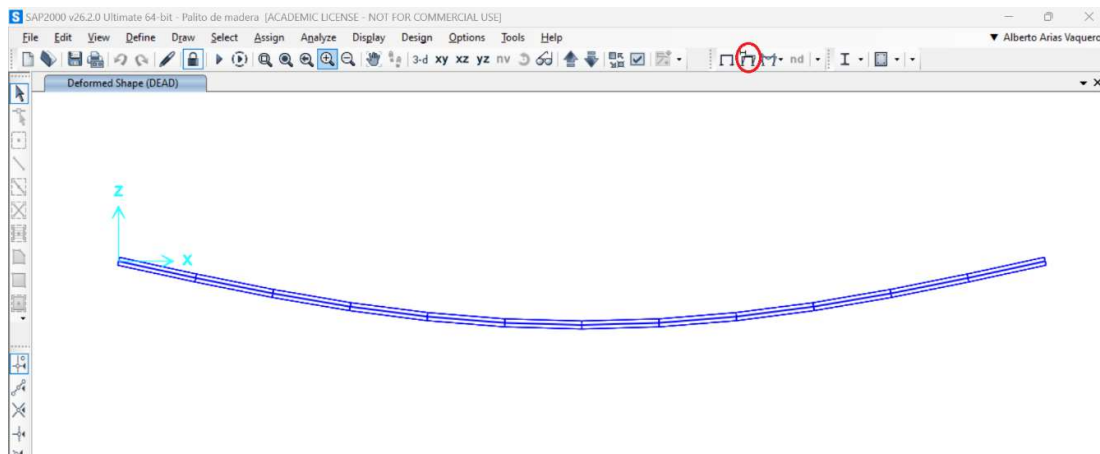 S SAP2000 v26.2.0 Ultimate 64-bit - Palito de madera [ACADEMIC LICENSE - NOT FOR COMMERCIAL USE]
File Edit View Define Draw Select Assign Analyze Display Design Options Tools Help ▼ Alberto Arias Vaquero
3-d xy xz yz nv nd
Deformed Shape (DEAD)
Z
X